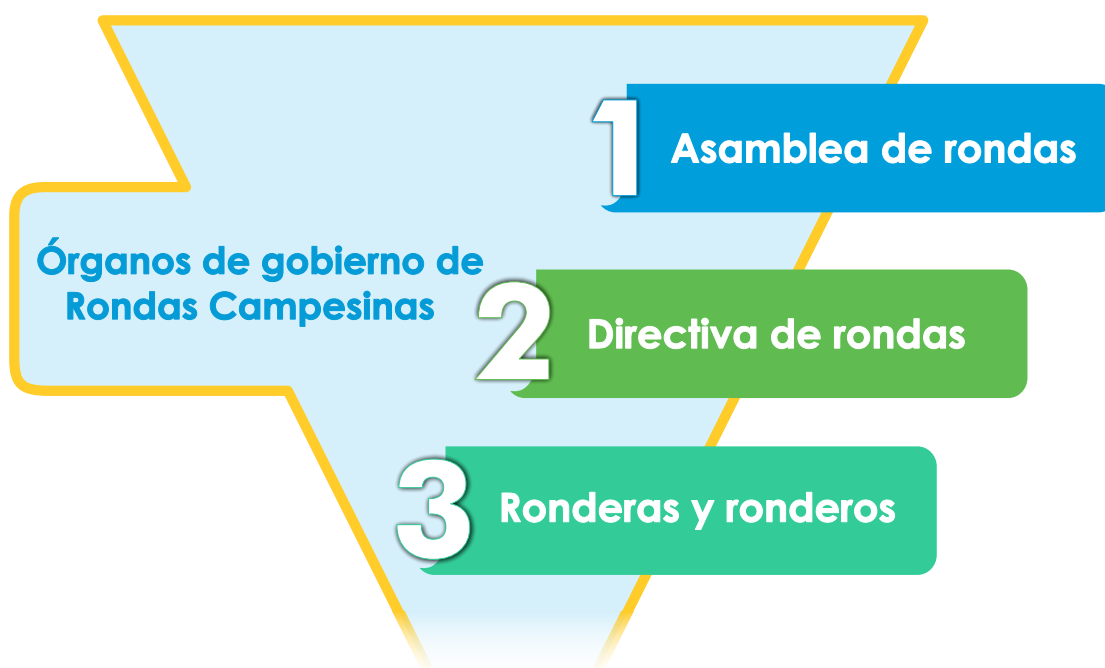 Órganos de gobierno de
Rondas Campesinas
1
Asamblea de rondas
2
Directiva de rondas
3
Ronderas y ronderos